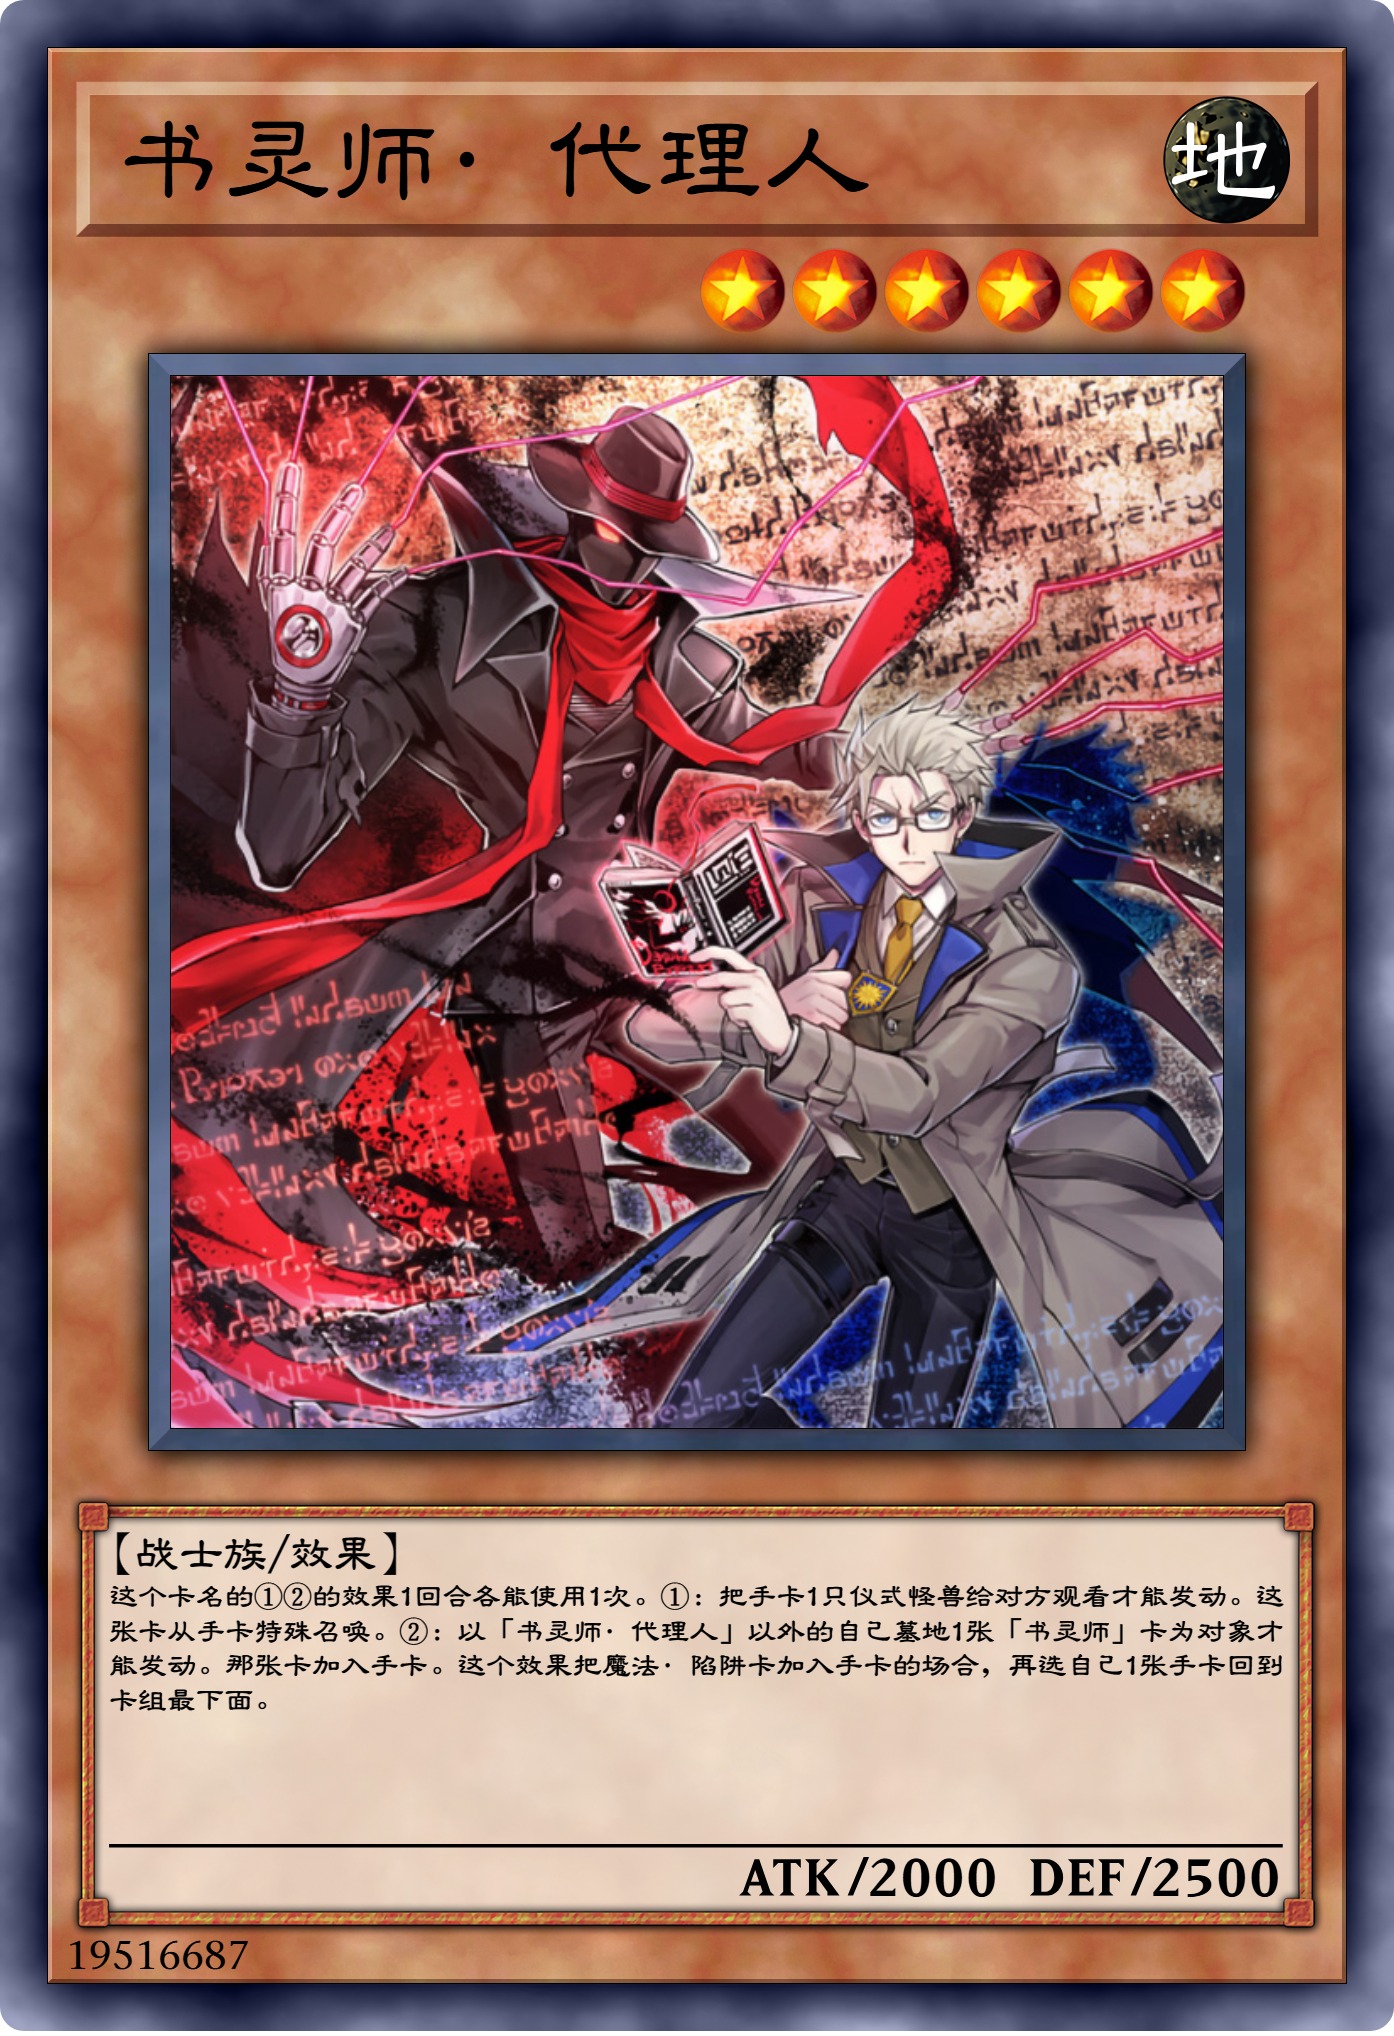 书灵师·代理人
地
【战士族/效果】
这个卡名的①②的效果1回合各能使用1次。①：把手卡1只仪式怪兽给对方观看才能发动。这
张卡从手卡特殊召唤。②：以「书灵师·代理人」以外的自己墓地1张「书灵师」卡为对象才
能发动。那张卡加入手卡。这个效果把魔法·陷阱卡加入手卡的场合，再选自己1张手卡回到
卡组最下面。
ATK/2000 DEF/2500
19516687